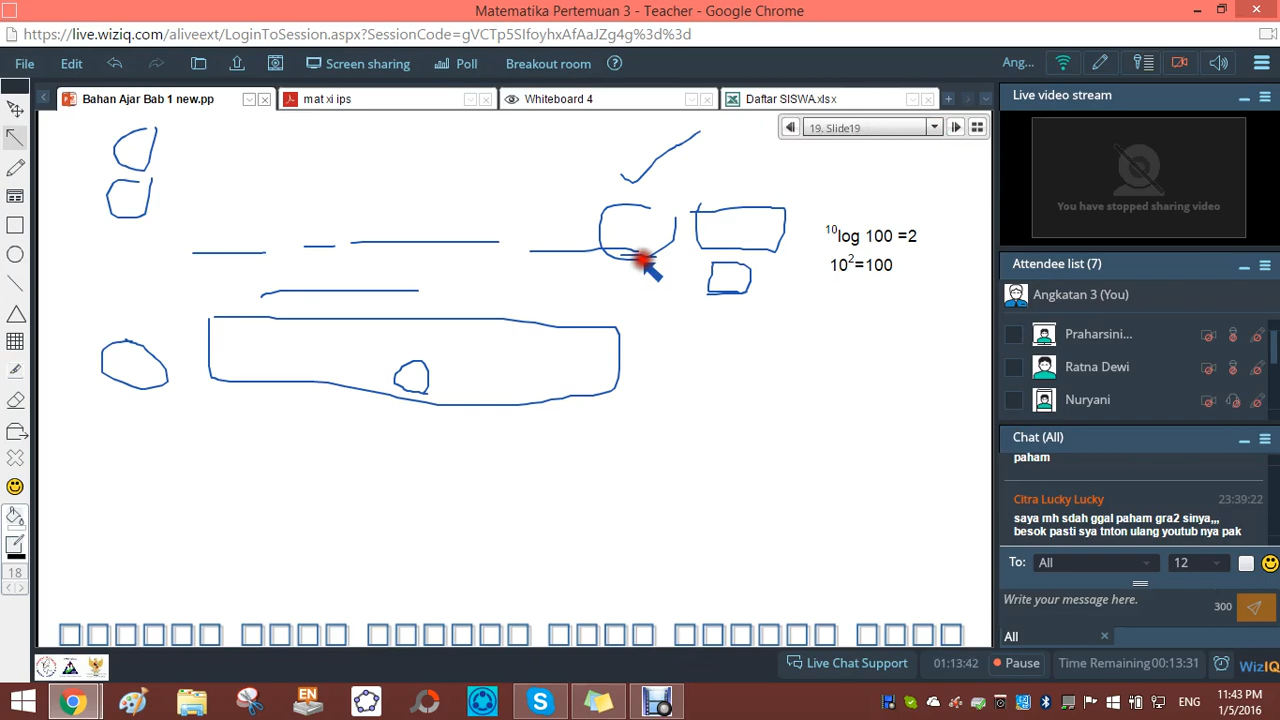 Matematika Pertemuan 3 - Teacher - Google Chrome
https://live.wiziq.com/aliveext/LoginToSession.aspx?SessionCode=gVCTp5SIfoyhxAfAaJZg4g%3d%3d
File Edit Screen sharing Poll Breakout room ? Ang...
Bahan Ajar Bab 1 new.pp
mat xi ips
Whiteboard 4
Daftar SISWA.xlsx
Live video stream
19. Slide19
You have stopped sharing video
¹⁰log 100 =2
10²=100
Attendee list (7)
Angkatan 3 (You)
Praharsini...
Ratna Dewi
Nuryani
Chat (All)
paham
Citra Lucky Lucky 23:39:22
saya mh sdah ggal paham gra2 sinya,,,
besok pasti sya tnton ulang youtub nya pak
To: All 12
Write your message here. 300
All
18
Live Chat Support 01:13:42 Pause Time Remaining 00:13:31 WizIQ
EN
ENG
11:43 PM
1/5/2016